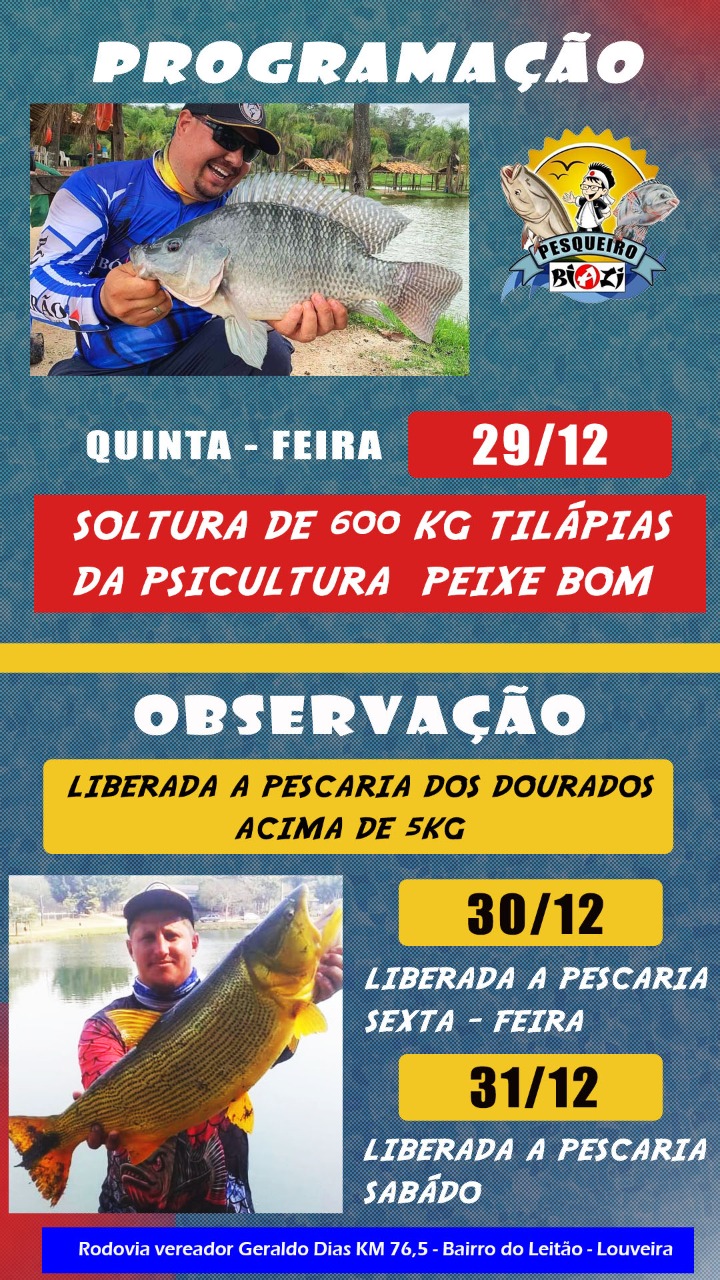 PROGRAMAÇÃO
PESQUEIRO
BIAZI
QUINTA - FEIRA
29/12
SOLTURA DE 600 KG TILÁPIAS
DA PSICULTURA PEIXE BOM
OBSERVAÇÃO
LIBERADA A PESCARIA DOS DOURADOS
ACIMA DE 5KG
30/12
LIBERADA A PESCARIA
SEXTA - FEIRA
31/12
LIBERADA A PESCARIA
SABÁDO
Rodovia vereador Geraldo Dias KM 76,5 - Bairro do Leitão - Louveira